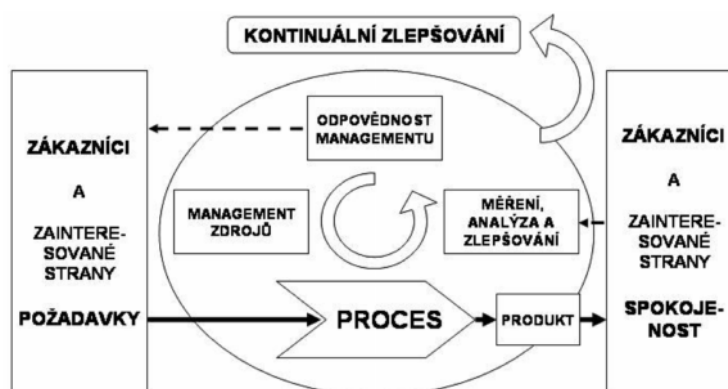 KONTINUÁLNÍ ZLEPŠOVÁNÍ
ZÁKAZNÍCI
A
ZAINTERE-
SOVANÉ
STRANY
POŽADAVKY
ODPOVĚDNOST
MANAGEMENTU
MANAGEMENT
ZDROJŮ
MĚŘENÍ,
ANALÝZA A
ZLEPŠOVÁNÍ
PROCES
PRODUKT
ZÁKAZNÍCI
A
ZAINTERE-
SOVANÉ
STRANY
SPOKOJE-
NOST